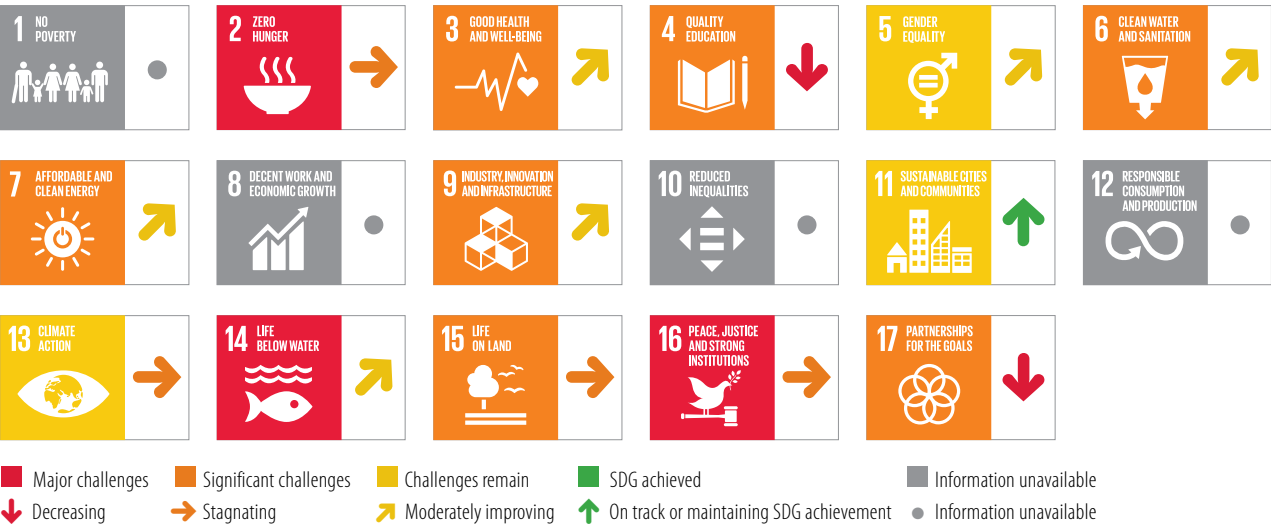 1 NO
POVERTY
2 ZERO
HUNGER
3 GOOD HEALTH
AND WELL-BEING
4 QUALITY
EDUCATION
5 GENDER
EQUALITY
6 CLEAN WATER
AND SANITATION
7 AFFORDABLE AND
CLEAN ENERGY
8 DECENT WORK AND
ECONOMIC GROWTH
9 INDUSTRY, INNOVATION
AND INFRASTRUCTURE
10 REDUCED
INEQUALITIES
11 SUSTAINABLE CITIES
AND COMMUNITIES
12 RESPONSIBLE
CONSUMPTION
AND PRODUCTION
13 CLIMATE
ACTION
14 LIFE
BELOW WATER
15 LIFE
ON LAND
16 PEACE, JUSTICE
AND STRONG
INSTITUTIONS
17 PARTNERSHIPS
FOR THE GOALS
Major challenges
Significant challenges
Challenges remain
SDG achieved
Information unavailable
Decreasing
Stagnating
Moderately improving
On track or maintaining SDG achievement
Information unavailable